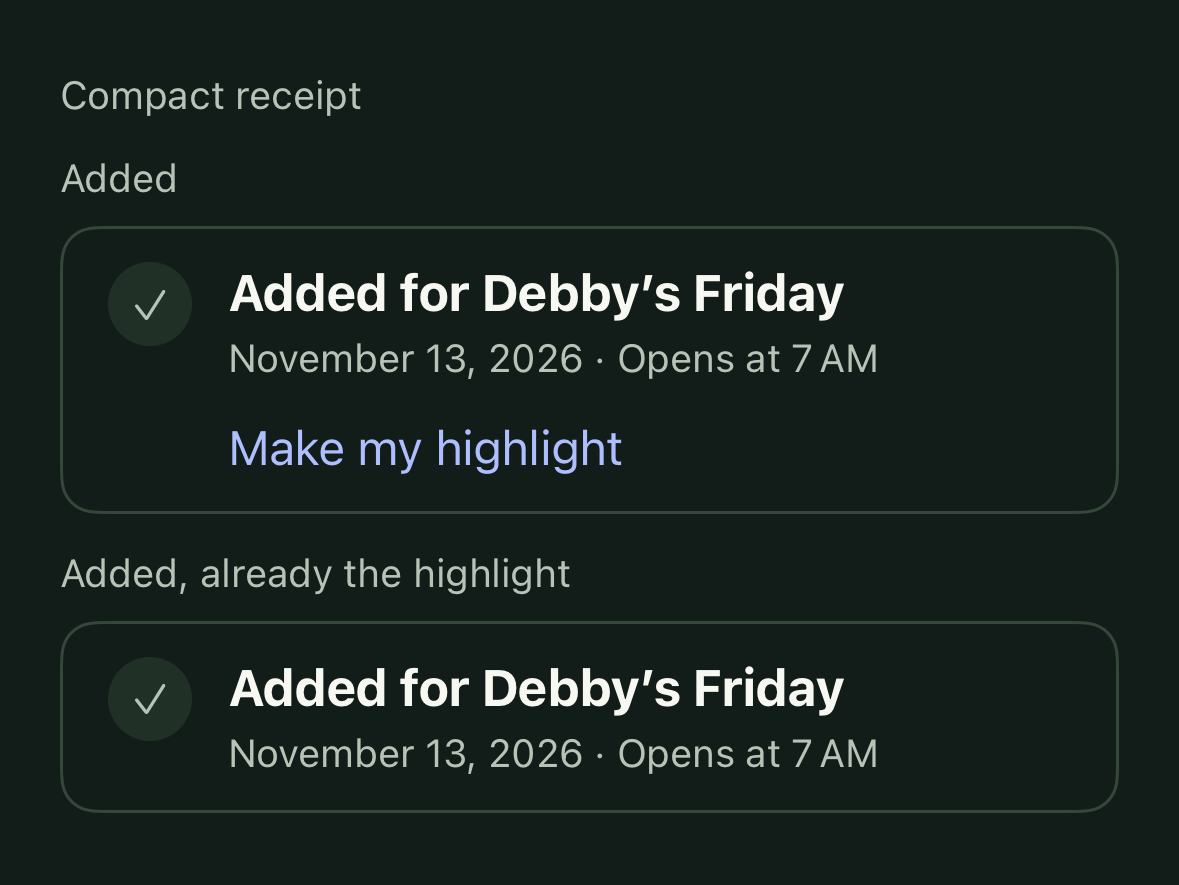 Compact receipt
Added
Added for Debby’s Friday
November 13, 2026 · Opens at 7 AM
Make my highlight
Added, already the highlight
Added for Debby’s Friday
November 13, 2026 · Opens at 7 AM